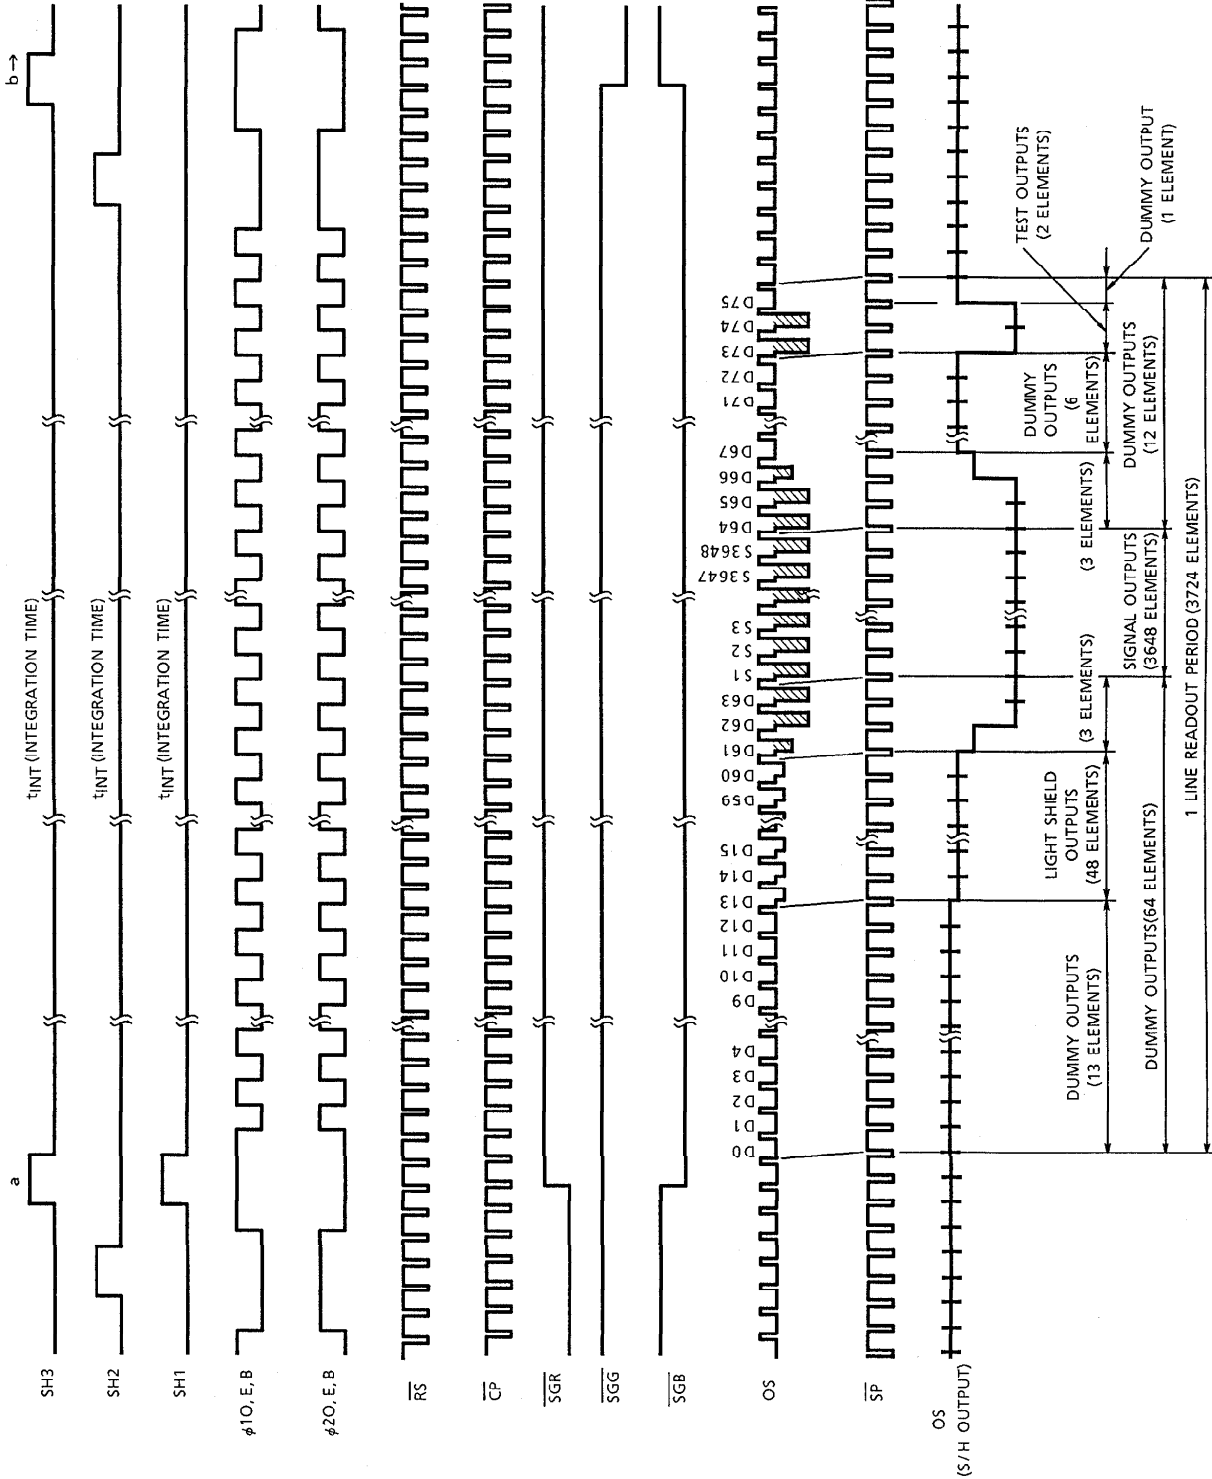 a
b →
SH3
t INT (INTEGRATION TIME)
SH2
t INT (INTEGRATION TIME)
SH1
t INT (INTEGRATION TIME)
ϕ1O, E, B
ϕ2O, E, B
RS
CP
SGR
SGG
SGB
OS
D0 D1 D2 D3 D4 D9 D10 D11 D12 D13 D14 D15 D59 D60 D61 D62 D63 S1 S2 S3 S3647 S3648 D64 D65 D66 D67 D71 D72 D73 D74 D75
SP
OS
(S/H OUTPUT)
DUMMY OUTPUTS
(13 ELEMENTS)
LIGHT SHIELD
OUTPUTS
(48 ELEMENTS)
(3 ELEMENTS)
(3 ELEMENTS)
DUMMY
OUTPUTS
(6
ELEMENTS)
TEST OUTPUTS
(2 ELEMENTS)
DUMMY OUTPUT
(1 ELEMENT)
DUMMY OUTPUTS(64 ELEMENTS)
SIGNAL OUTPUTS
(3648 ELEMENTS)
DUMMY OUTPUTS
(12 ELEMENTS)
1 LINE READOUT PERIOD (3724 ELEMENTS)